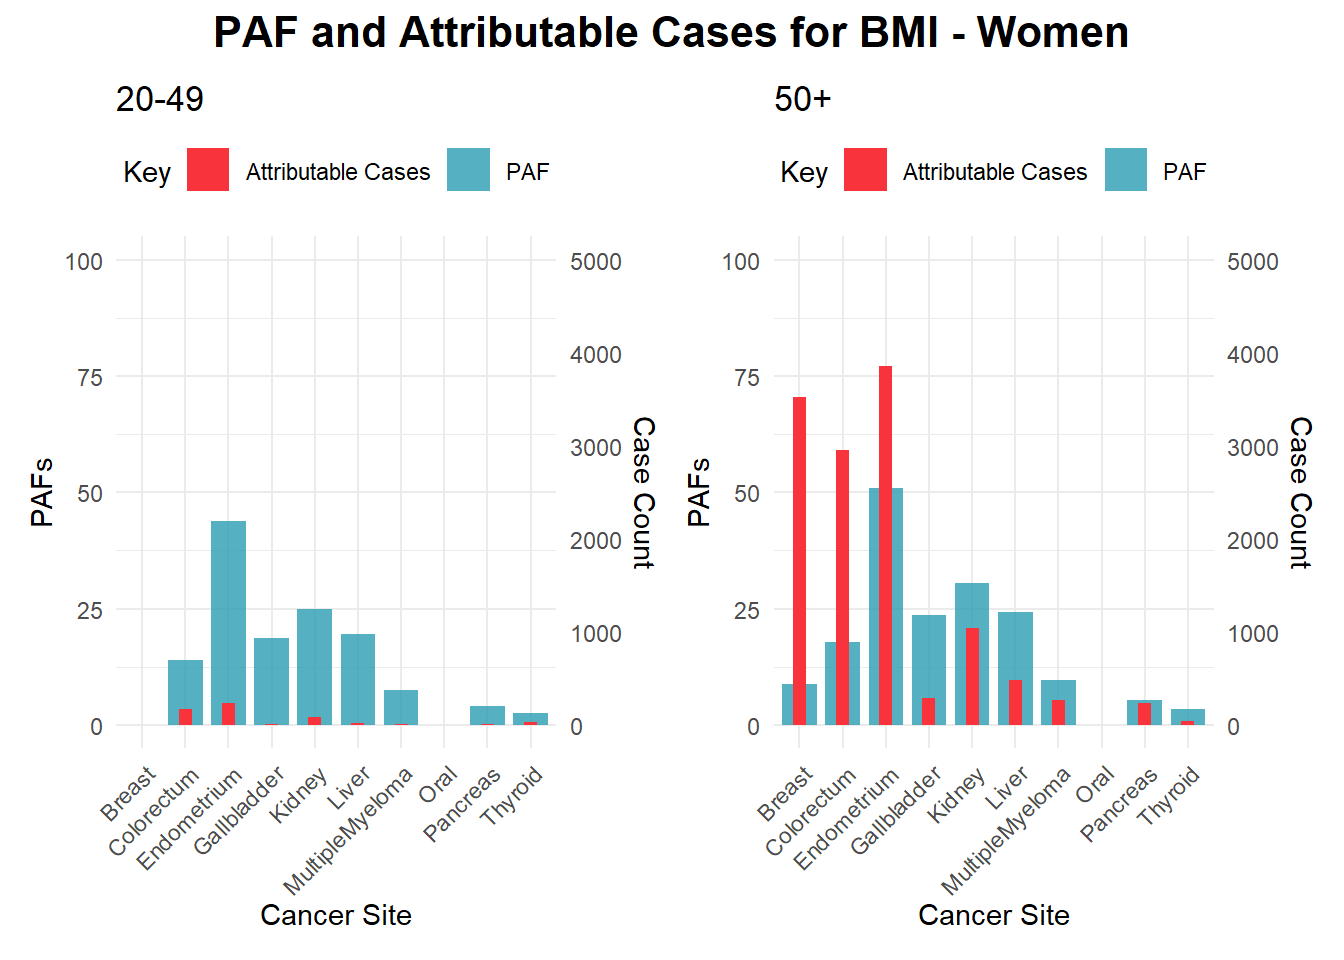 PAF and Attributable Cases for BMI - Women
20-49
Key Attributable Cases PAF
100
75
50
25
0
PAFs
5000
4000
3000
2000
1000
0
Case Count
Breast
Colorectum
Endometrium
Gallbladder
Kidney
Liver
MultipleMyeloma
Oral
Pancreas
Thyroid
Cancer Site
50+
Key Attributable Cases PAF
100
75
50
25
0
PAFs
5000
4000
3000
2000
1000
0
Case Count
Breast
Colorectum
Endometrium
Gallbladder
Kidney
Liver
MultipleMyeloma
Oral
Pancreas
Thyroid
Cancer Site